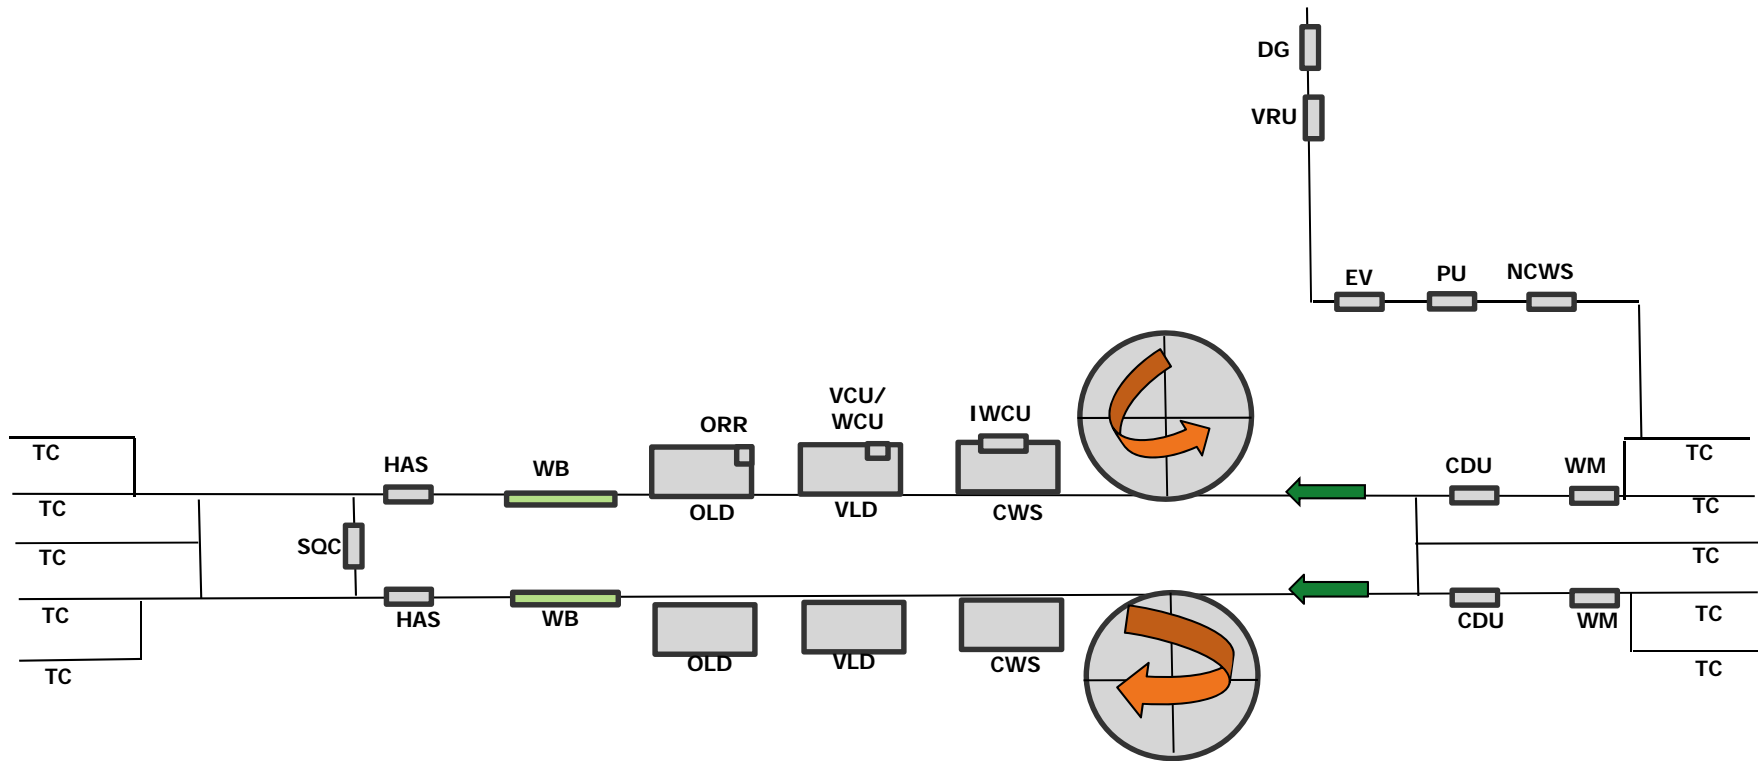 DG
VRU
EV PU NCWS
VCU/
WCU
IWCU
ORR
TC
HAS
WB
CDU
WM
TC
TC
OLD
VLD
CWS
TC
SQC
TC
TC
TC
HAS
WB
CDU
WM
TC
OLD
VLD
CWS
TC
TC